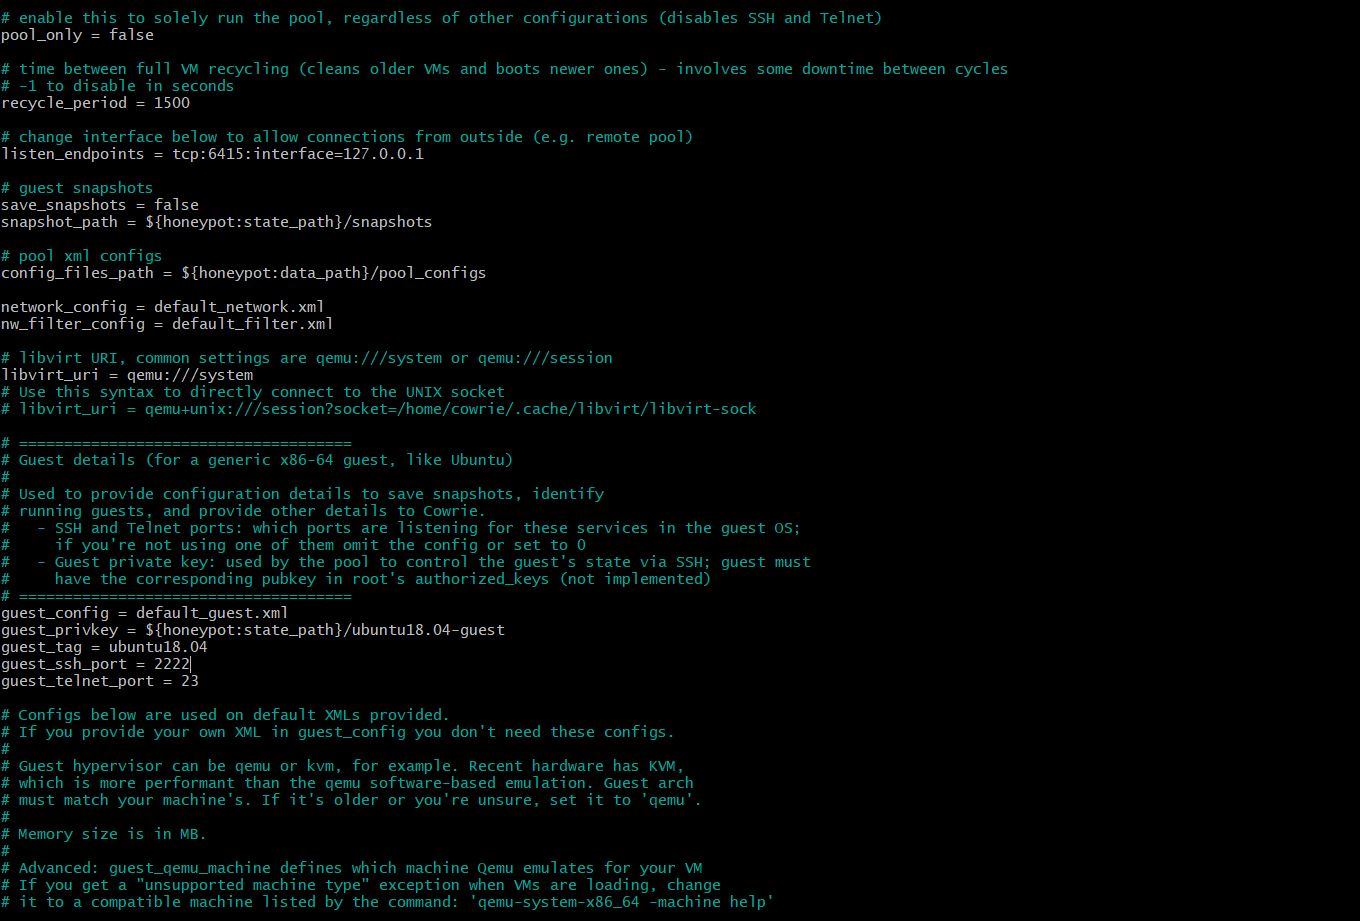 # enable this to solely run the pool, regardless of other configurations (disables SSH and Telnet)
pool_only = false
# time between full VM recycling (cleans older VMs and boots newer ones) - involves some downtime between cycles
# -1 to disable in seconds
recycle_period = 1500
# change interface below to allow connections from outside (e.g. remote pool)
listen_endpoints = tcp:6415:interface=127.0.0.1
# guest snapshots
save_snapshots = false
snapshot_path = ${honeypot:state_path}/snapshots
# pool xml configs
config_files_path = ${honeypot:data_path}/pool_configs
network_config = default_network.xml
nw_filter_config = default_filter.xml
# libvirt URI, common settings are qemu:///system or qemu:///session
libvirt_uri = qemu:///system
# Use this syntax to directly connect to the UNIX socket
# libvirt_uri = qemu+unix:///session?socket=/home/cowrie/.cache/libvirt/libvirt-sock
# =====================================
# Guest details (for a generic x86-64 guest, like Ubuntu)
#
# Used to provide configuration details to save snapshots, identify
# running guests, and provide other details to Cowrie.
#   - SSH and Telnet ports: which ports are listening for these services in the guest OS;
#     if you're not using one of them omit the config or set to 0
#   - Guest private key: used by the pool to control the guest's state via SSH; guest must
#     have the corresponding pubkey in root's authorized_keys (not implemented)
# =====================================
guest_config = default_guest.xml
guest_privkey = ${honeypot:state_path}/ubuntu18.04-guest
guest_tag = ubuntu18.04
guest_ssh_port = 2222
guest_telnet_port = 23
# Configs below are used on default XMLs provided.
# If you provide your own XML in guest_config you don't need these configs.
#
# Guest hypervisor can be qemu or kvm, for example. Recent hardware has KVM,
# which is more performant than the qemu software-based emulation. Guest arch
# must match your machine's. If it's older or you're unsure, set it to 'qemu'.
#
# Memory size is in MB.
#
# Advanced: guest_qemu_machine defines which machine Qemu emulates for your VM
# If you get a "unsupported machine type" exception when VMs are loading, change
# it to a compatible machine listed by the command: 'qemu-system-x86_64 -machine help'